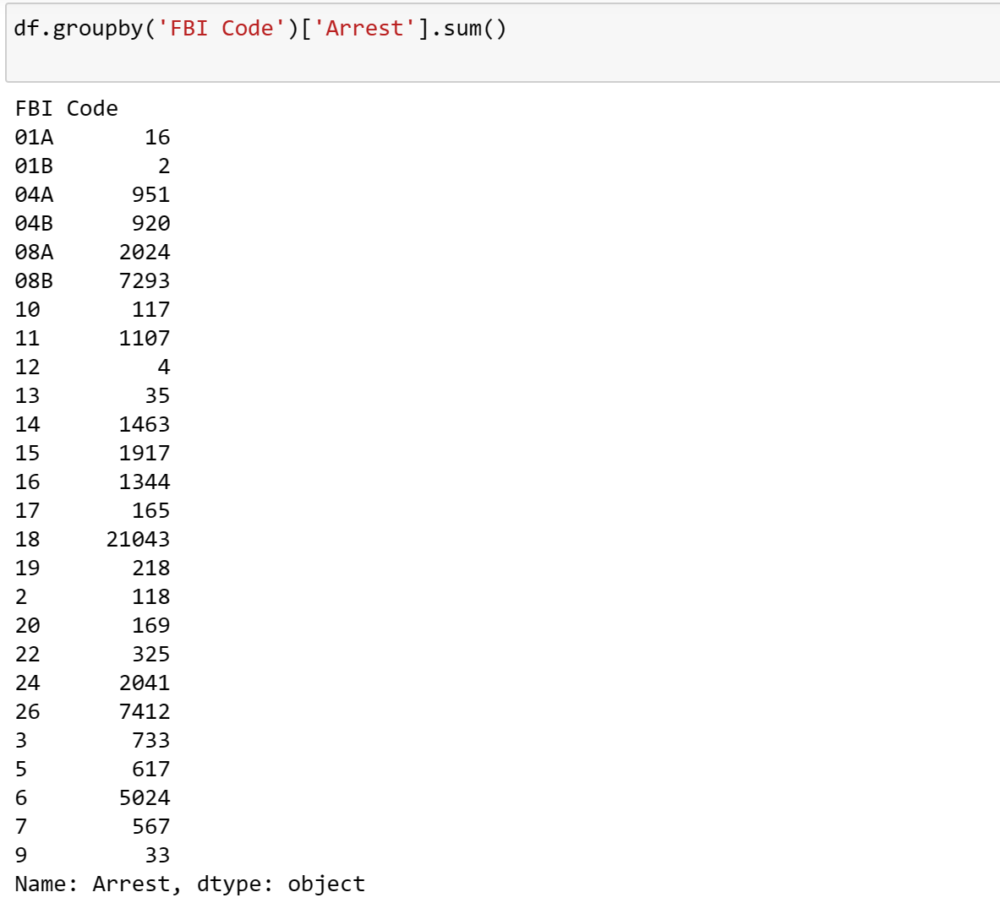 df.groupby('FBI Code')['Arrest'].sum()
FBI Code
01A       16
01B        2
04A      951
04B      920
08A     2024
08B     7293
10       117
11      1107
12         4
13        35
14      1463
15      1917
16      1344
17       165
18     21043
19       218
2        118
20       169
22       325
24      2041
26      7412
3        733
5        617
6       5024
7        567
9         33
Name: Arrest, dtype: object